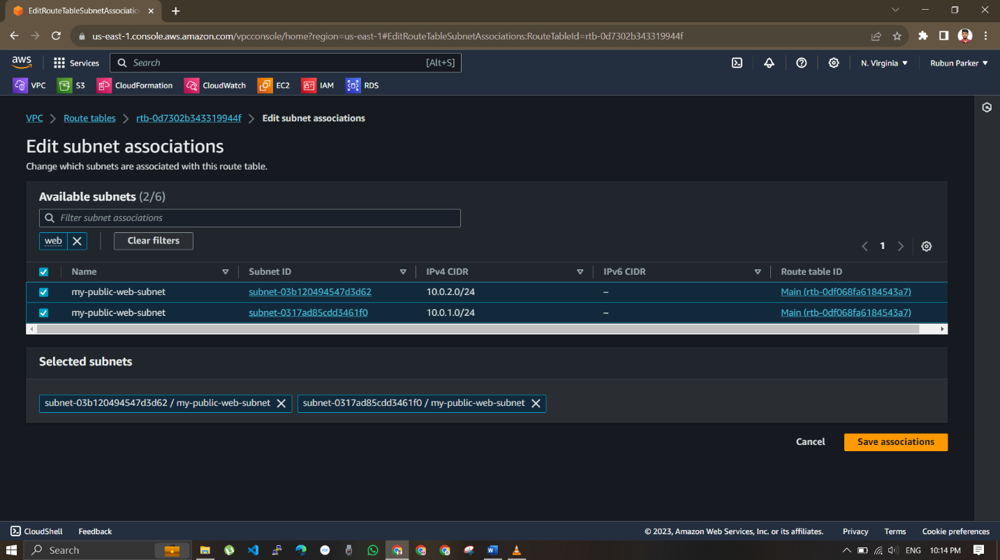 EditRouteTableSubnetAssociatio
us-east-1.console.aws.amazon.com/vpcconsole/home?region=us-east-1#EditRouteTableSubnetAssociations:RouteTableId=rtb-0d7302b343319944f
aws Services Search [Alt+S] N. Virginia Rubun Parker
VPC S3 CloudFormation CloudWatch EC2 IAM RDS
VPC Route tables rtb-0d7302b343319944f Edit subnet associations
Edit subnet associations
Change which subnets are associated with this route table.
Available subnets (2/6)
Filter subnet associations
web Clear filters
1
Name Subnet ID IPv4 CIDR IPv6 CIDR Route table ID
my-public-web-subnet subnet-03b120494547d3d62 10.0.2.0/24 – Main (rtb-0df068fa6184543a7)
my-public-web-subnet subnet-0317ad85cdd3461f0 10.0.1.0/24 – Main (rtb-0df068fa6184543a7)
Selected subnets
subnet-03b120494547d3d62 / my-public-web-subnet subnet-0317ad85cdd3461f0 / my-public-web-subnet
Cancel Save associations
CloudShell Feedback © 2023, Amazon Web Services, Inc. or its affiliates. Privacy Terms Cookie preferences
Search ENG 10:14 PM